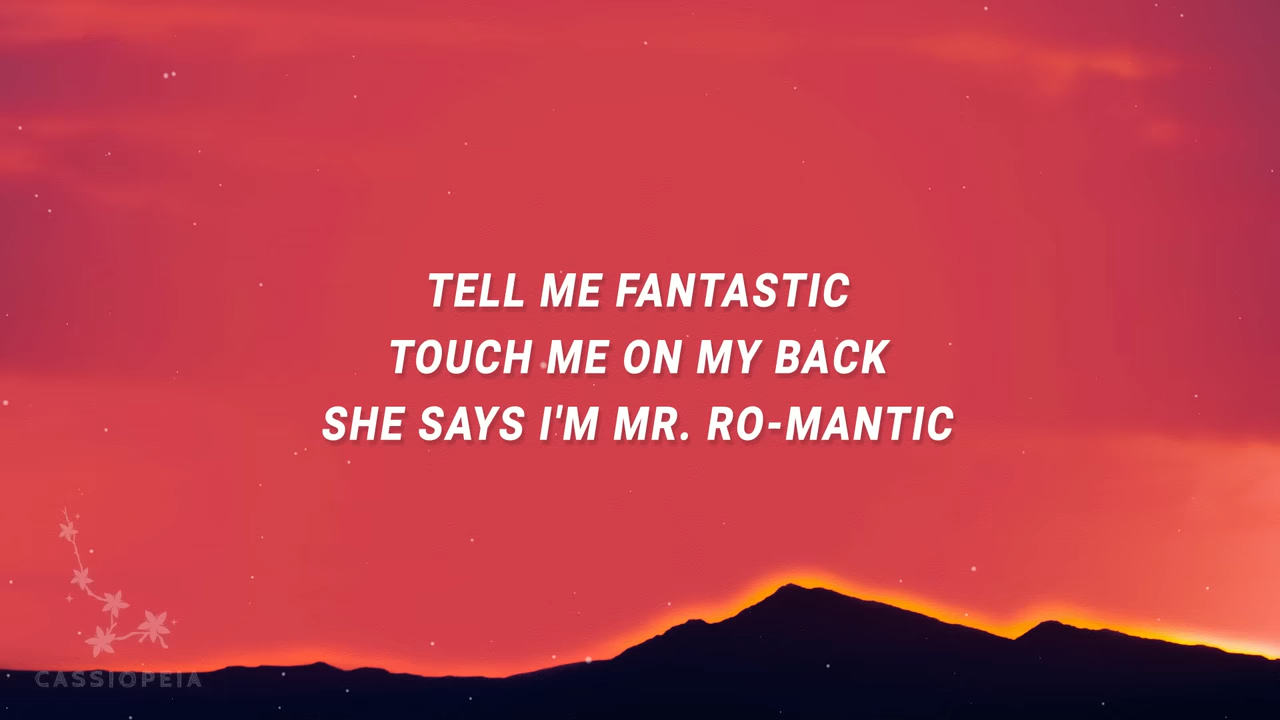 TELL ME FANTASTIC
TOUCH ME ON MY BACK
SHE SAYS I'M MR. RO-MANTIC
CASSIOPEIA